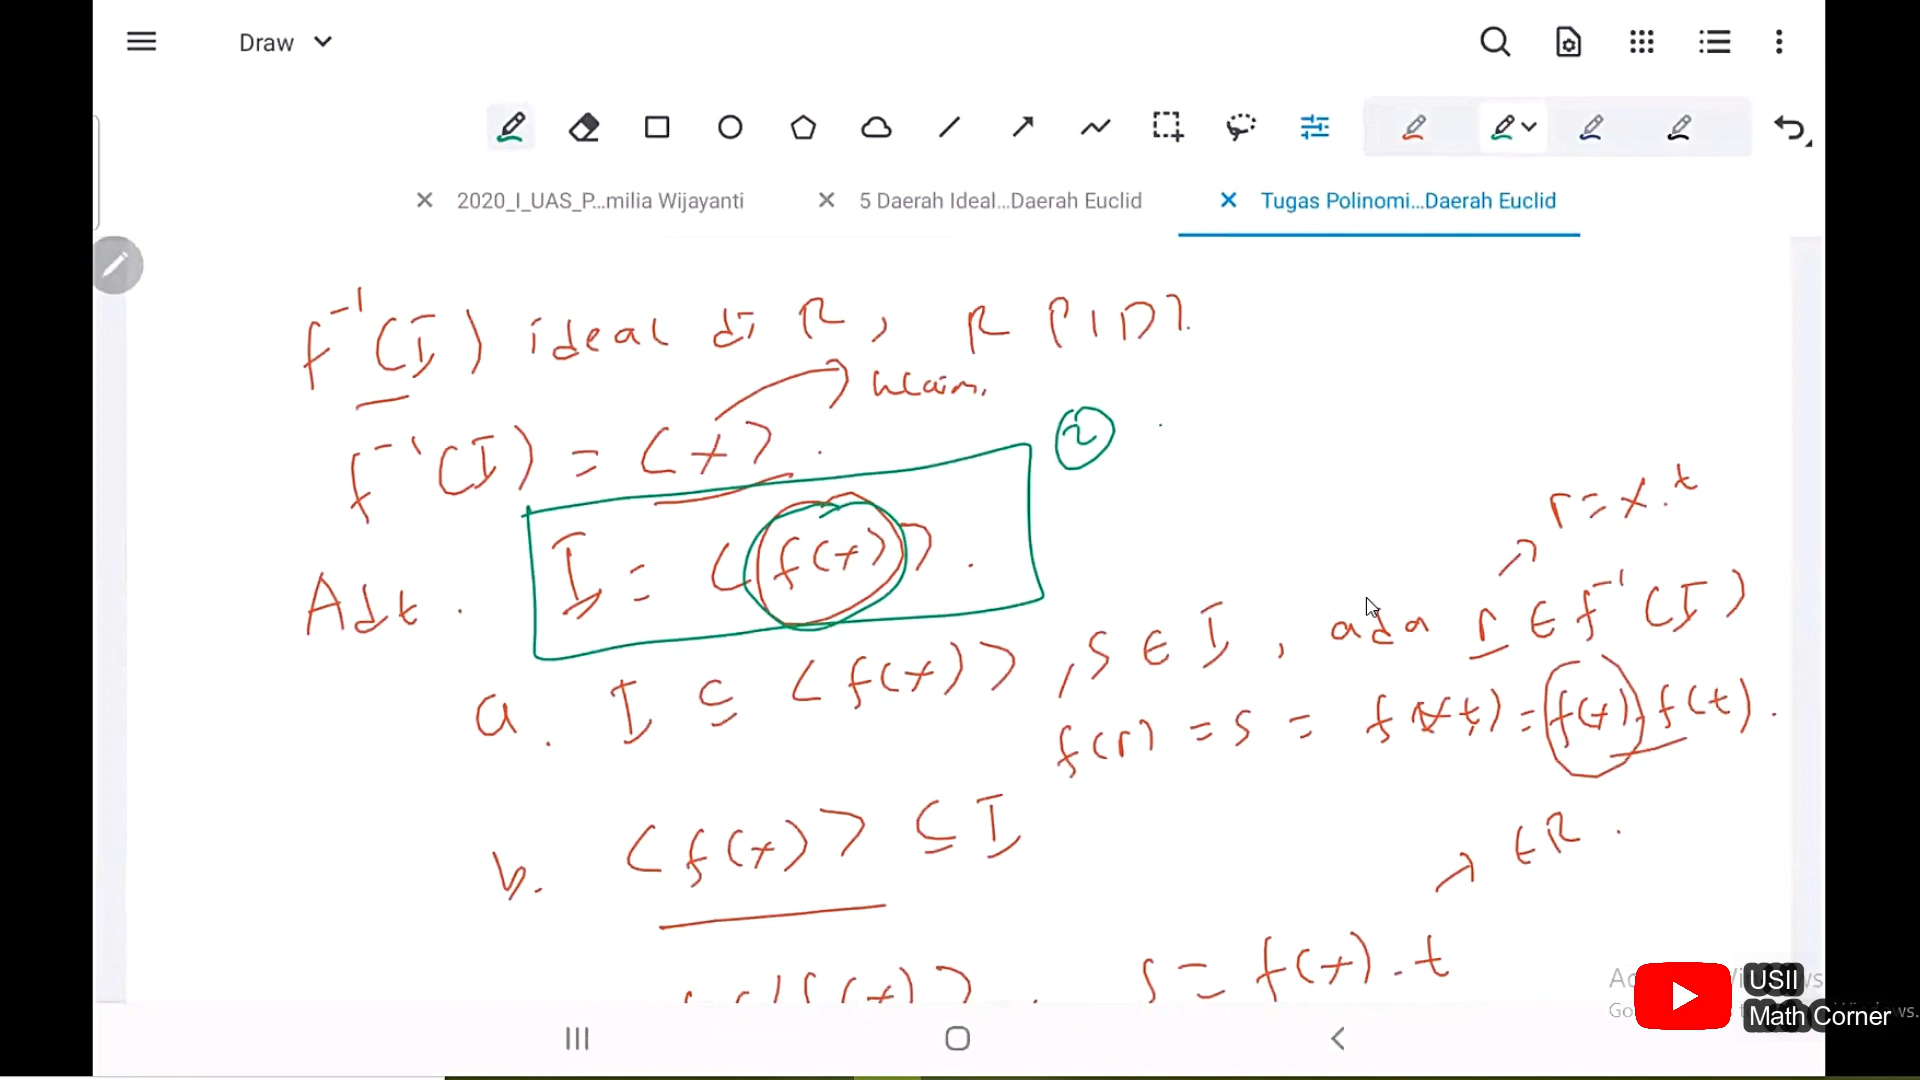 Draw
2020_I_UAS_P...milia Wijayanti
5 Daerah Ideal...Daerah Euclid
Tugas Polinomi...Daerah Euclid
f⁻¹(I) ideal di R, R PID?
klaim.
f⁻¹(I) = <x>.
②
I = <f(x)>.
r = x.t
Adt.
a. I ⊆ <f(x)>, s ∈ I, ada r ∈ f⁻¹(I)
f(r) = s = f(xt) = f(x).f(t).
b. <f(x)> ⊆ I
∈ R.
s = f(x).t
USII
Math Corner